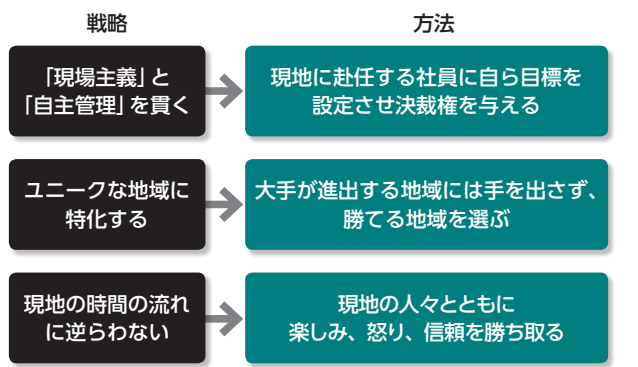 戦略
方法
「現場主義」と
「自主管理」を貫く
現地に赴任する社員に自ら目標を
設定させ決裁権を与える
ユニークな地域に
特化する
大手が進出する地域には手を出さず、
勝てる地域を選ぶ
現地の時間の流れ
に逆らわない
現地の人々とともに
楽しみ、怒り、信頼を勝ち取る